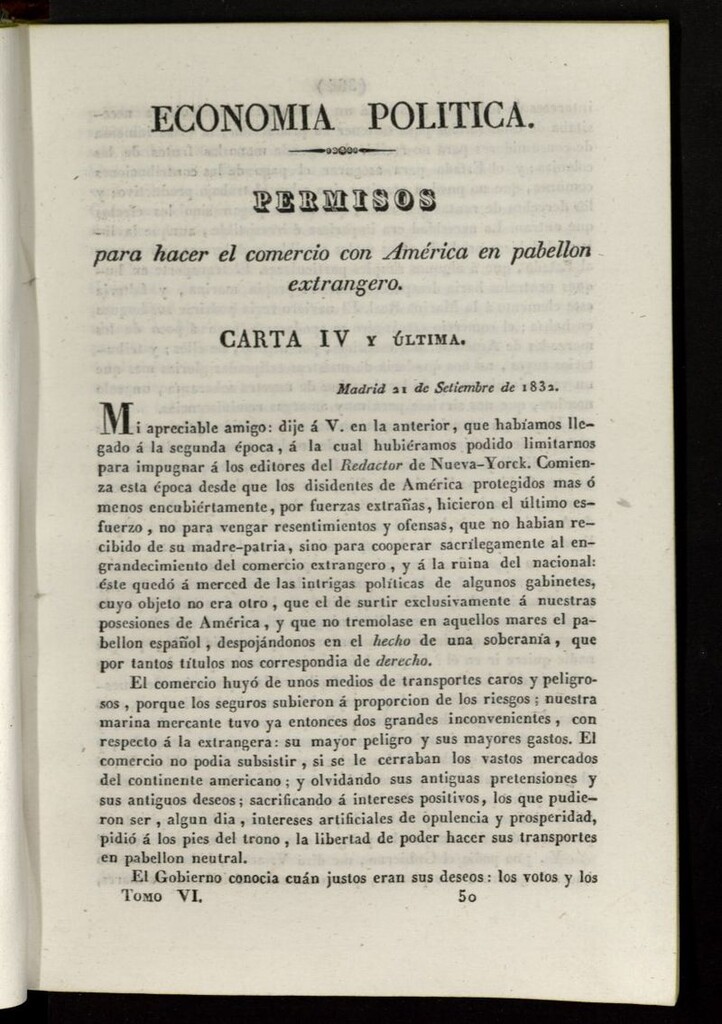 ECONOMIA POLITICA.
PERMISOS
para hacer el comercio con América en pabellon
extrangero.
CARTA IV Y ÚLTIMA.
Madrid 21 de Setiembre de 1832.
Mi apreciable amigo: dije á V. en la anterior, que habíamos lle-
gado á la segunda época, á la cual hubiéramos podido limitarnos
para impugnar á los editores del Redactor de Nueva-Yorck. Comien-
za esta época desde que los disidentes de América protegidos mas ó
menos encubiértamente, por fuerzas extrañas, hicieron el último es-
fuerzo, no para vengar resentimientos y ofensas, que no habian re-
cibido de su madre-patria, sino para cooperar sacrílegamente al en-
grandecimiento del comercio extrangero, y á la ruina del nacional:
éste quedó á merced de las intrigas políticas de algunos gabinetes,
cuyo objeto no era otro, que el de surtir exclusivamente á nuestras
posesiones de América, y que no tremolase en aquellos mares el pa-
bellon español, despojándonos en el hecho de una soberanía, que
por tantos títulos nos correspondia de derecho.
El comercio huyó de unos medios de transportes caros y peligro-
sos, porque los seguros subieron á proporcion de los riesgos; nuestra
marina mercante tuvo ya entonces dos grandes inconvenientes, con
respecto á la extrangera: su mayor peligro y sus mayores gastos. El
comercio no podia subsistir, si se le cerraban los vastos mercados
del continente americano; y olvidando sus antiguas pretensiones y
sus antiguos deseos; sacrificando á intereses positivos, los que pudie-
ron ser, algun dia, intereses artificiales de opulencia y prosperidad,
pidió á los pies del trono, la libertad de poder hacer sus transportes
en pabellon neutral.
El Gobierno conocia cuán justos eran sus deseos: los votos y los
TOMO VI. 50